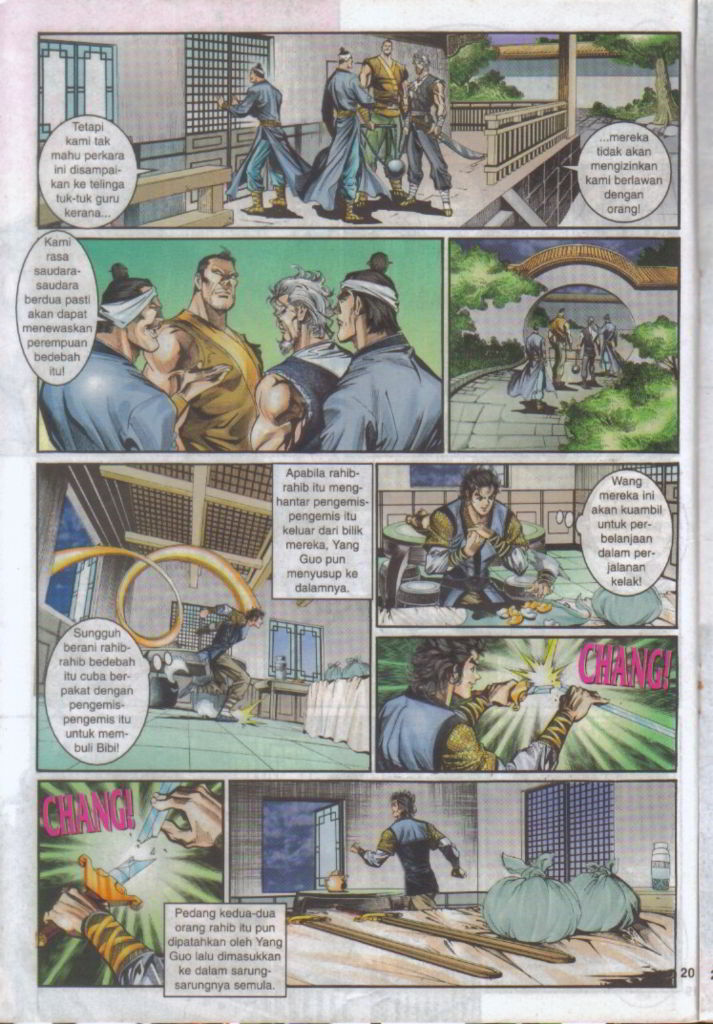 Tetapi
kami tak
mahu perkara
ini disampai-
kan ke telinga
tuk-tuk guru
kerana...
...mereka
tidak akan
mengizinkan
kami berlawan
dengan
orang!
Kami
rasa
saudara-
saudara
berdua pasti
akan dapat
menewaskan
perempuan
bedebah
itu!
Apabila rahib-
rahib itu meng-
hantar pengemis-
pengemis itu
keluar dari bilik
mereka, Yang
Guo pun
menyusup ke
dalamnya.
Sungguh
berani rahib-
rahib bedebah
itu cuba ber-
pakat dengan
pengemis-
pengemis itu
untuk mem-
buli Bibi!
Wang
mereka ini
akan kuambil
untuk per-
belanjaan
dalam per-
jalanan
kelak!
CHANG!
CHANG!
Pedang kedua-dua
orang rahib itu pun
dipatahkan oleh Yang
Guo lalu dimasukkan
ke dalam sarung-
sarungnya semula.
20